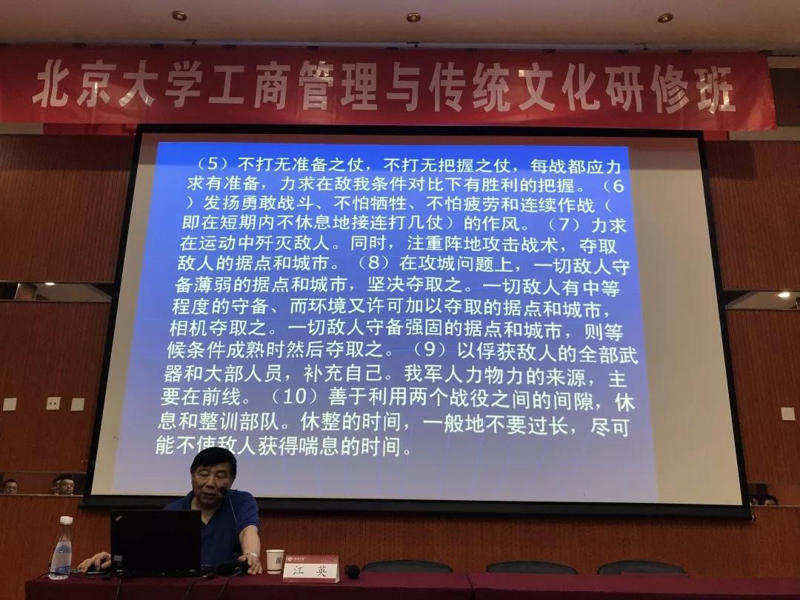 北京大学工商管理与传统文化研修班
（5）不打无准备之仗，不打无把握之仗，每战都应力
求有准备，力求在敌我条件对比下有胜利的把握。（6
）发扬勇敢战斗、不怕牺牲、不怕疲劳和连续作战（
即在短期内不休息地接连打几仗）的作风。（7）力求
在运动中歼灭敌人。同时，注重阵地攻击战术，夺取
敌人的据点和城市。（8）在攻城问题上，一切敌人守
备薄弱的据点和城市，坚决夺取之。一切敌人有中等
程度的守备、而环境又许可加以夺取的据点和城市，
相机夺取之。一切敌人守备强固的据点和城市，则等
候条件成熟时然后夺取之。（9）以俘获敌人的全部武
器和大部人员，补充自己。我军人力物力的来源，主
要在前线。（10）善于利用两个战役之间的间隙，休
息和整训部队。休整的时间，一般地不要过长，尽可
能不使敌人获得喘息的时间。
江 英